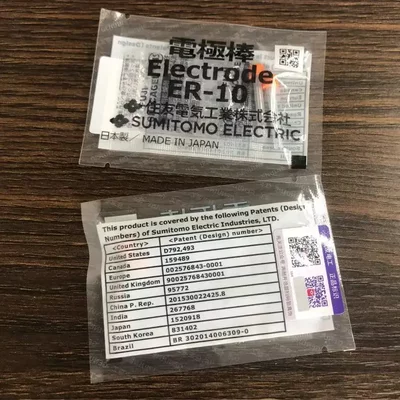 電極棒
Electrode
ER-10
住友電気工業株式会社
SUMITOMO ELECTRIC
日本製/ MADE IN JAPAN
This product is covered by the following Patents (Design
Numbers) of Sumitomo Electric Industries, LTD.
<Country> <Patent (Design) number>
United States D792,493
Canada 159489
Europe 002576843-0001
United Kingdom 90025768430001
Russia 95772
China P. Rep. 201530022425.8
India 267768
Japan 1520918
South Korea 831402
Brazil BR 302014006309-0